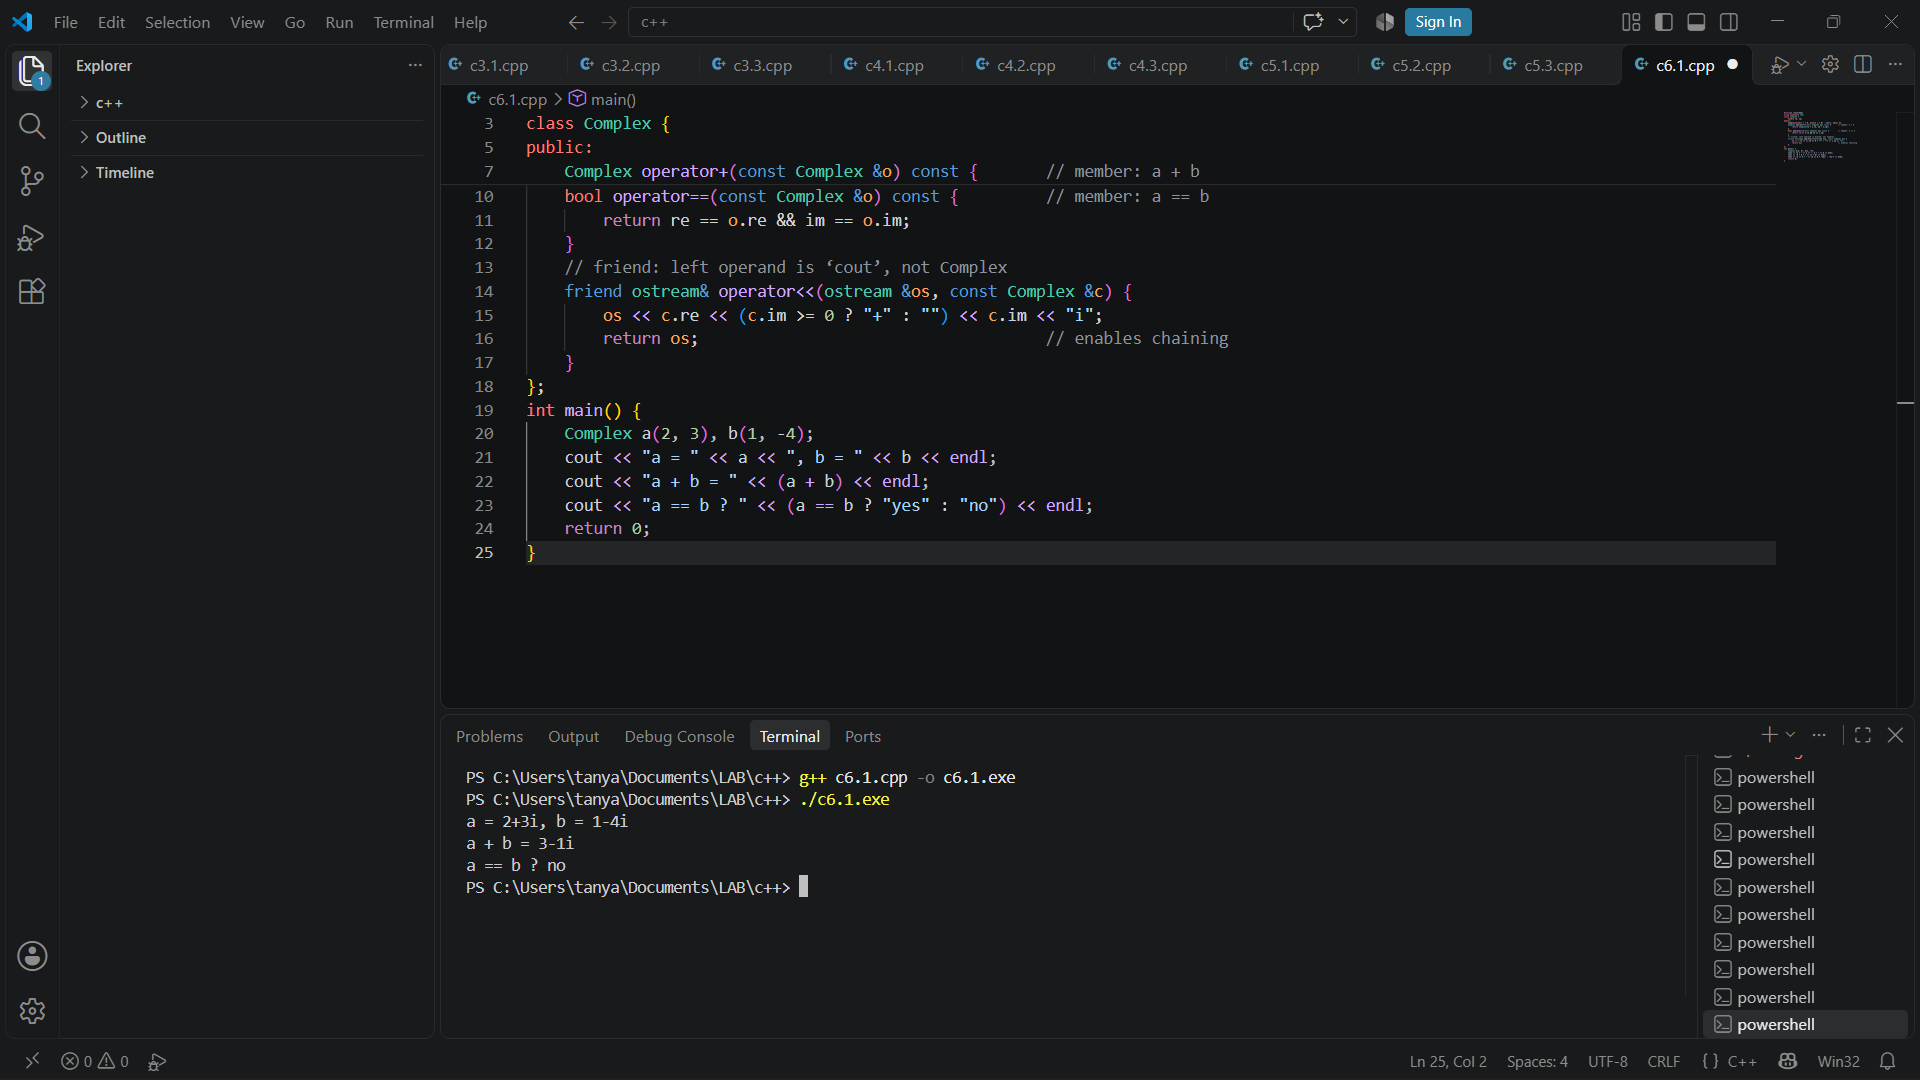 File Edit Selection View Go Run Terminal Help
c++
Sign In
Explorer
c++
Outline
Timeline
1
c3.1.cpp c3.2.cpp c3.3.cpp c4.1.cpp c4.2.cpp c4.3.cpp c5.1.cpp c5.2.cpp c5.3.cpp c6.1.cpp
c6.1.cpp > main()
3 class Complex {
5 public:
7 Complex operator+(const Complex &o) const { // member: a + b
10 bool operator==(const Complex &o) const { // member: a == b
11 return re == o.re && im == o.im;
12 }
13 // friend: left operand is ‘cout’, not Complex
14 friend ostream& operator<<(ostream &os, const Complex &c) {
15 os << c.re << (c.im >= 0 ? "+" : "") << c.im << "i";
16 return os; // enables chaining
17 }
18 };
19 int main() {
20 Complex a(2, 3), b(1, -4);
21 cout << "a = " << a << ", b = " << b << endl;
22 cout << "a + b = " << (a + b) << endl;
23 cout << "a == b ? " << (a == b ? "yes" : "no") << endl;
24 return 0;
25 }
Problems Output Debug Console Terminal Ports
PS C:\Users\tanya\Documents\LAB\c++> g++ c6.1.cpp -o c6.1.exe
PS C:\Users\tanya\Documents\LAB\c++> ./c6.1.exe
a = 2+3i, b = 1-4i
a + b = 3-1i
a == b ? no
PS C:\Users\tanya\Documents\LAB\c++>
powershell
powershell
powershell
powershell
powershell
powershell
powershell
powershell
powershell
powershell
0 0
Ln 25, Col 2 Spaces: 4 UTF-8 CRLF {} C++ Win32